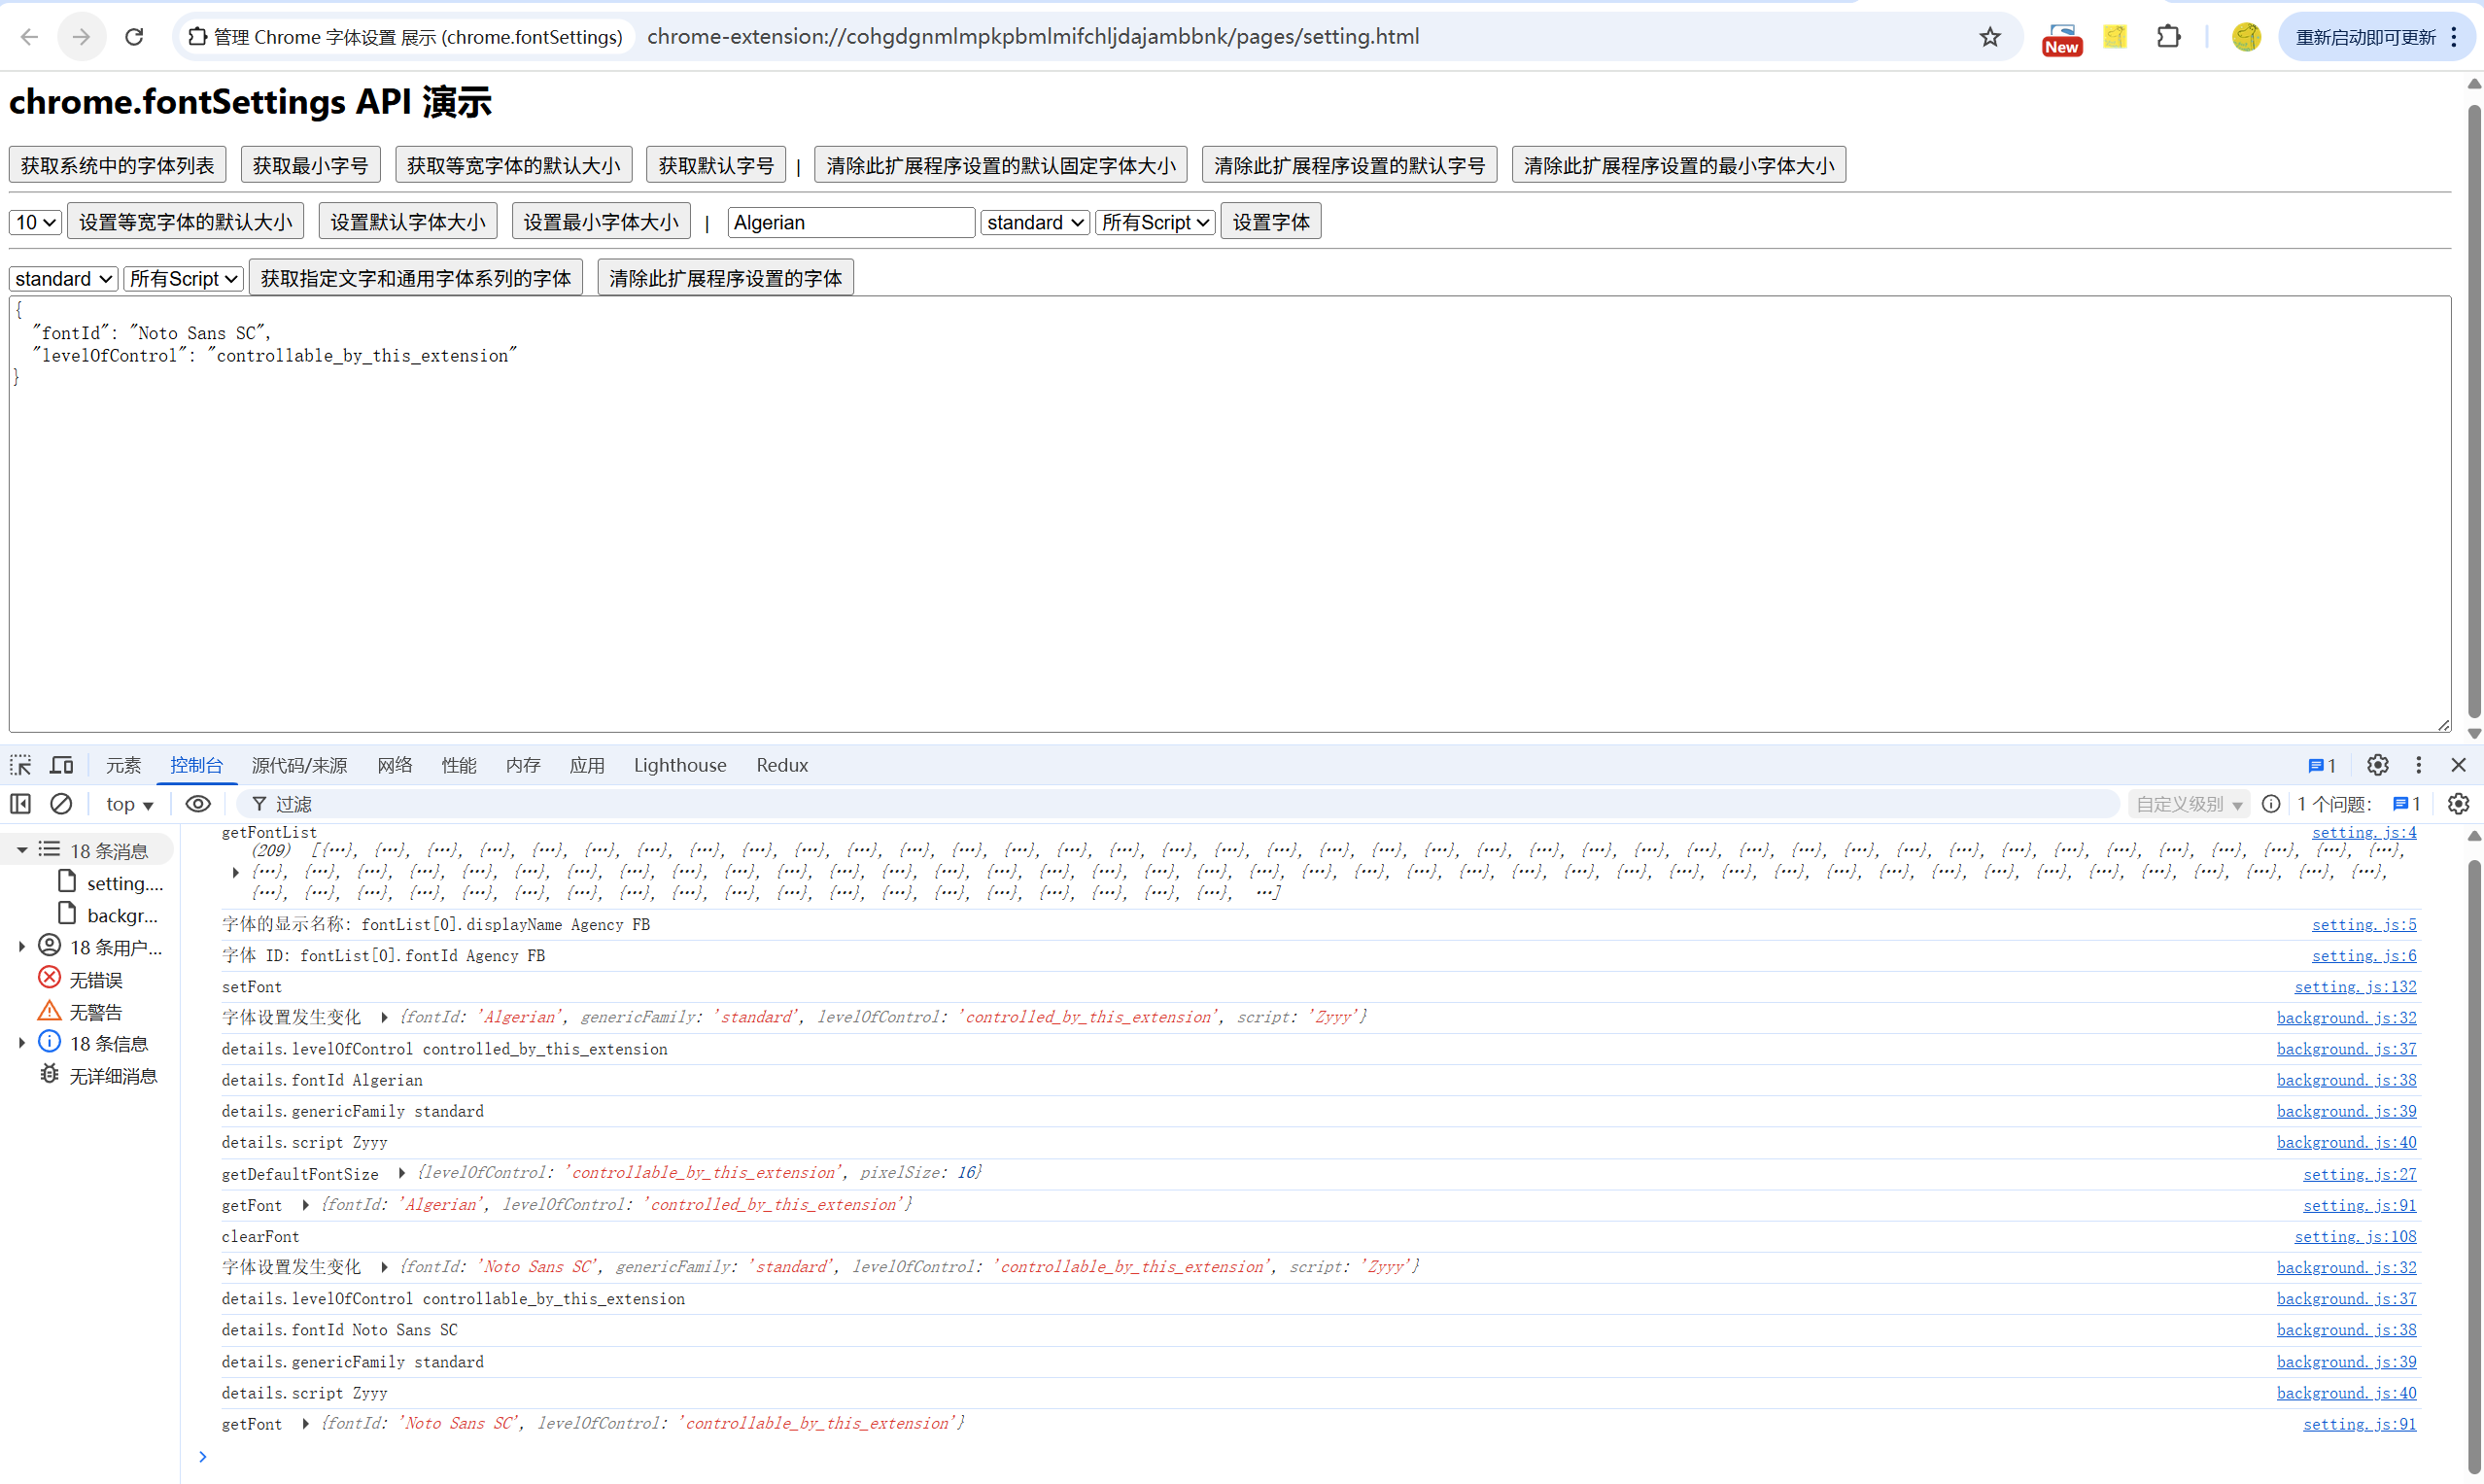 管理 Chrome 字体设置 展示 (chrome.fontSettings) chrome-extension://cohgdgnmlmpkpbmlmifchljdajambbnk/pages/setting.html New 重新启动即可更新
chrome.fontSettings API 演示
获取系统中的字体列表 获取最小字号 获取等宽字体的默认大小 获取默认字号 | 清除此扩展程序设置的默认固定字体大小 清除此扩展程序设置的默认字号 清除此扩展程序设置的最小字体大小
10 设置等宽字体的默认大小 设置默认字体大小 设置最小字体大小 | Algerian standard 所有Script 设置字体
standard 所有Script 获取指定文字和通用字体系列的字体 清除此扩展程序设置的字体
{
"fontId": "Noto Sans SC",
"levelOfControl": "controllable_by_this_extension"
}
元素 控制台 源代码/来源 网络 性能 内存 应用 Lighthouse Redux 1
top 过滤 自定义级别 1 个问题: 1
18 条消息
setting....
backgr...
18 条用户...
无错误
无警告
18 条信息
无详细消息
getFontList setting.js:4
(209) [{…}, {…}, {…}, {…}, {…}, {…}, {…}, {…}, {…}, {…}, {…}, {…}, {…}, {…}, {…}, {…}, {…}, {…}, {…}, {…}, {…}, {…}, {…}, {…}, {…}, {…}, {…}, {…}, {…}, {…}, {…}, {…}, {…}, {…}, {…}, {…}, {…}, {…}, {…}, {…},
{…}, {…}, {…}, {…}, {…}, {…}, {…}, {…}, {…}, {…}, {…}, {…}, {…}, {…}, {…}, {…}, {…}, {…}, {…}, {…}, {…}, {…}, {…}, {…}, {…}, {…}, {…}, {…}, {…}, {…}, {…}, {…}, {…}, {…}, {…}, {…}, {…}, {…}, {…}, {…}, {…},
{…}, {…}, {…}, {…}, {…}, {…}, {…}, {…}, {…}, {…}, {…}, {…}, {…}, {…}, {…}, {…}, {…}, {…}, {…}, …]
字体的显示名称: fontList[0].displayName Agency FB setting.js:5
字体 ID: fontList[0].fontId Agency FB setting.js:6
setFont setting.js:132
字体设置发生变化 {fontId: 'Algerian', genericFamily: 'standard', levelOfControl: 'controlled_by_this_extension', script: 'Zyyy'} background.js:32
details.levelOfControl controlled_by_this_extension background.js:37
details.fontId Algerian background.js:38
details.genericFamily standard background.js:39
details.script Zyyy background.js:40
getDefaultFontSize {levelOfControl: 'controllable_by_this_extension', pixelSize: 16} setting.js:27
getFont {fontId: 'Algerian', levelOfControl: 'controlled_by_this_extension'} setting.js:91
clearFont setting.js:108
字体设置发生变化 {fontId: 'Noto Sans SC', genericFamily: 'standard', levelOfControl: 'controllable_by_this_extension', script: 'Zyyy'} background.js:32
details.levelOfControl controllable_by_this_extension background.js:37
details.fontId Noto Sans SC background.js:38
details.genericFamily standard background.js:39
details.script Zyyy background.js:40
getFont {fontId: 'Noto Sans SC', levelOfControl: 'controllable_by_this_extension'} setting.js:91